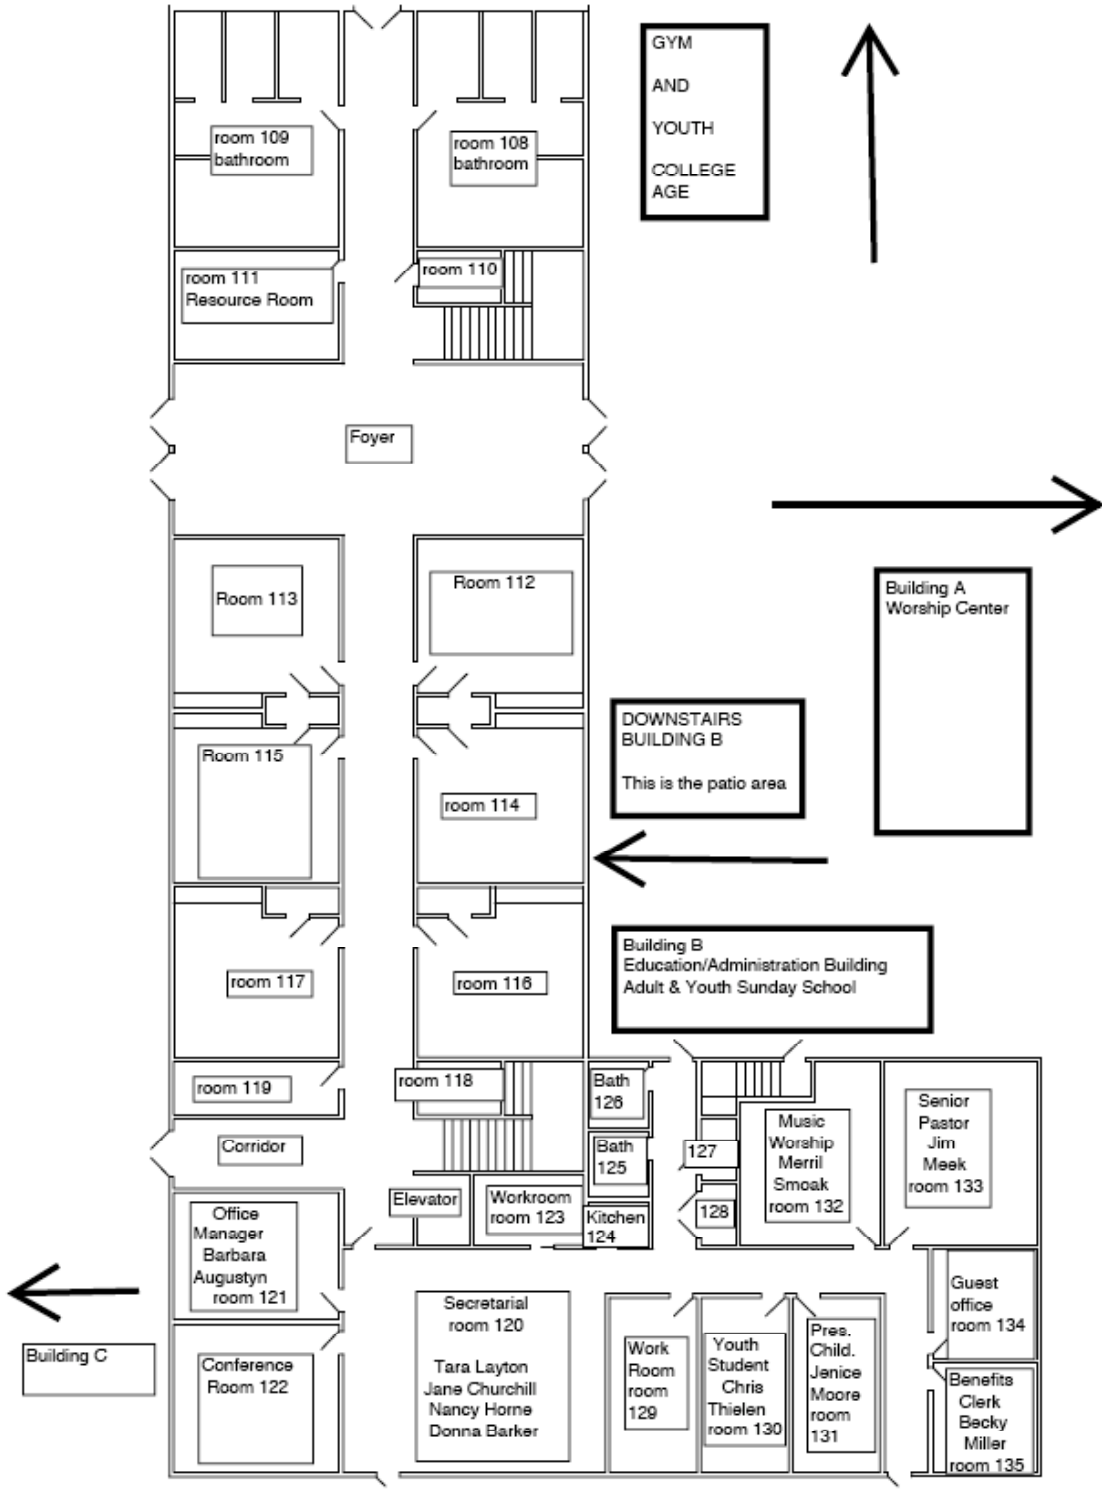 room 109
bathroom
room 108
bathroom
GYM
AND
YOUTH
COLLEGE
AGE
room 111
Resource Room
room 110
Foyer
Room 113
Room 112
Building A
Worship Center
DOWNSTAIRS
BUILDING B
This is the patio area
Room 115
room 114
Building B
Education/Administration Building
Adult & Youth Sunday School
room 117
room 116
room 119
room 118
Bath
126
Corridor
Bath
125
127
Music
Worship
Merril
Smoak
room 132
Senior
Pastor
Jim
Meek
room 133
Elevator
Workroom
room 123
Kitchen
124
128
Office
Manager
Barbara
Augustyn
room 121
Building C
Conference
Room 122
Secretarial
room 120
Tara Layton
Jane Churchill
Nancy Horne
Donna Barker
Work
Room
room
129
Youth
Student
Chris
Thielen
room 130
Pres.
Child.
Jenice
Moore
room
131
Guest
office
room 134
Benefits
Clerk
Becky
Miller
room 135